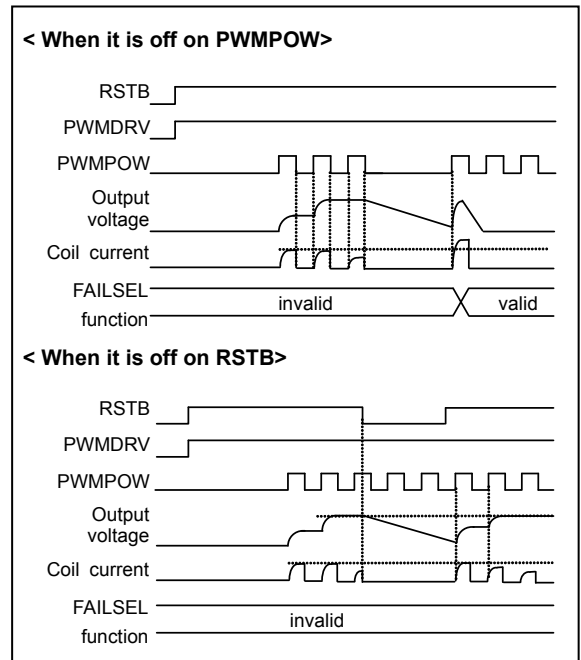 < When it is off on PWMPOW>
RSTB
PWMDRV
PWMPOW
Output
voltage
Coil current
FAILSEL
function
invalid
valid
< When it is off on RSTB>
RSTB
PWMDRV
PWMPOW
Output
voltage
Coil current
FAILSEL
function
invalid